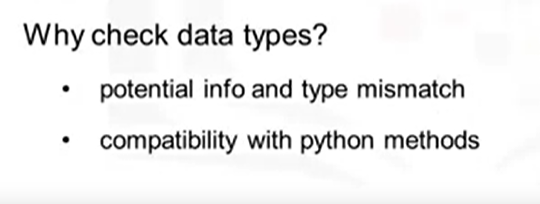 Why check data types?
• potential info and type mismatch
• compatibility with python methods